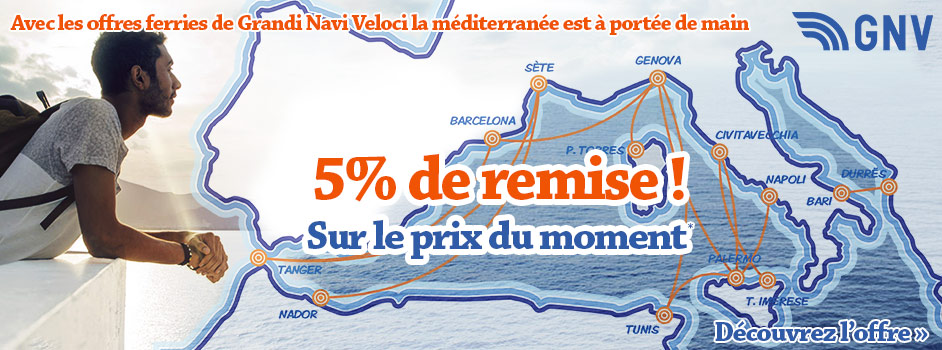 Avec les offres ferries de Grandi Navi Veloci la méditerranée est à portée de main
GNV
SÈTE
GENOVA
BARCELONA
P. TORRES
CIVITAVECCHIA
NAPOLI
DURRËS
BARI
5% de remise !
Sur le prix du moment*
TANGER
NADOR
PALERMO
T. IMERESE
TUNIS
Découvrez l'offre »